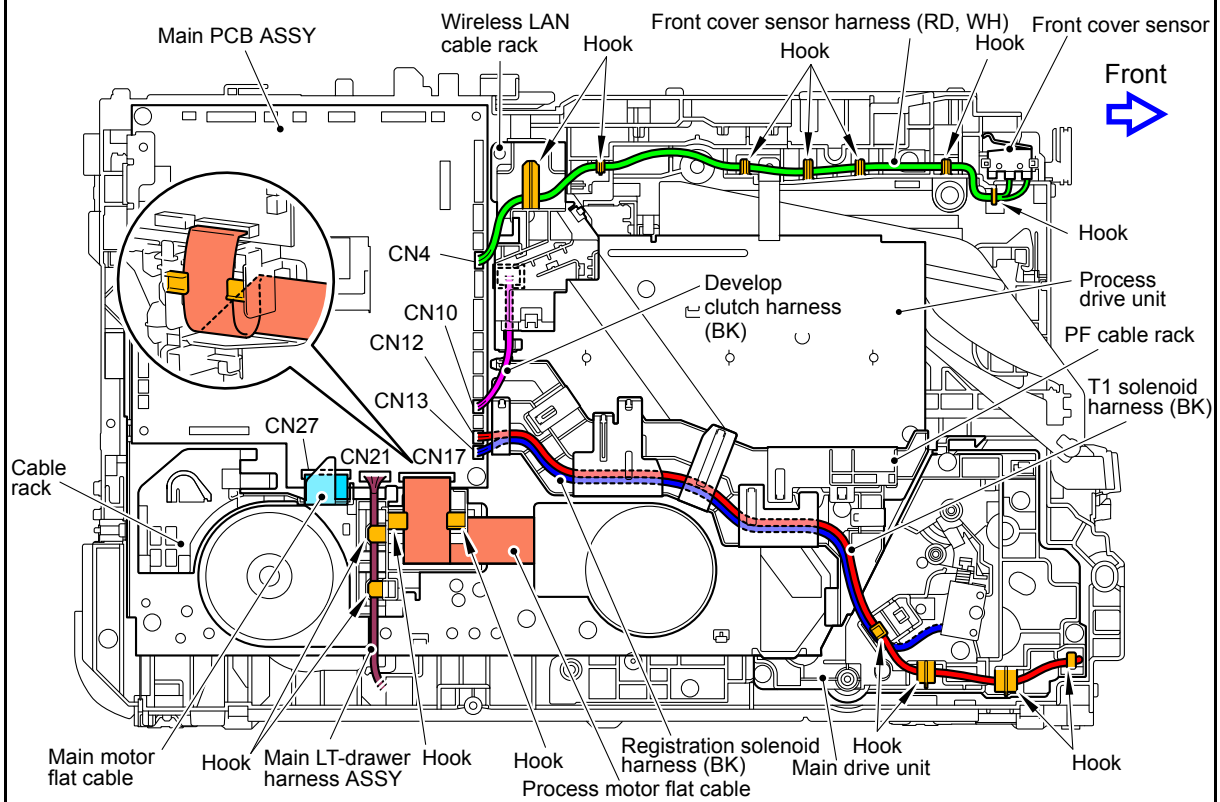 Main PCB ASSY
Wireless LAN
cable rack
Hook
Front cover sensor harness (RD, WH)
Hook
Hook
Front cover sensor
Front
Hook
CN4
CN10
CN12
CN13
Develop
clutch harness
(BK)
Process
drive unit
PF cable rack
T1 solenoid
harness (BK)
CN27
CN21
CN17
Cable
rack
Main motor
flat cable
Hook
Main LT-drawer
harness ASSY
Hook
Hook
Process motor flat cable
Registration solenoid
harness (BK)
Hook
Main drive unit
Hook